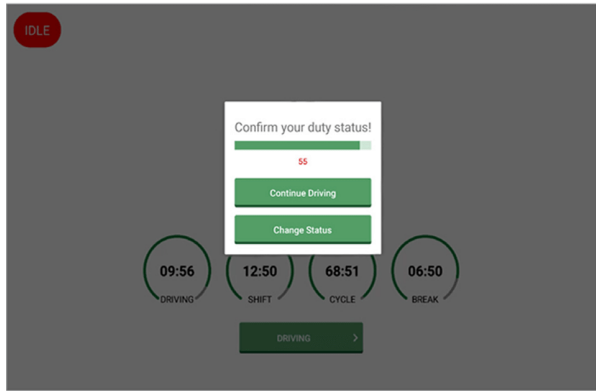 IDLE
Confirm your duty status!
55
Continue Driving
Change Status
09:56 12:50 68:51 06:50
DRIVING SHIFT CYCLE BREAK
DRIVING